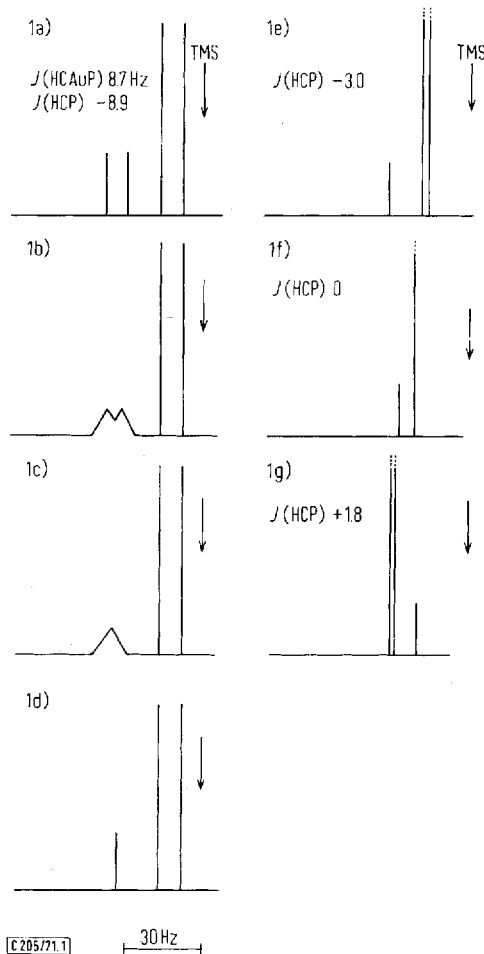 1a)
TMS
J(HCAuP) 8.7 Hz
J(HCP) -8.9
1b)
1c)
1d)
1e)
TMS
J(HCP) -3.0
1f)
J(HCP) 0
1g)
J(HCP) +1.8
C 205/71.1
30 Hz